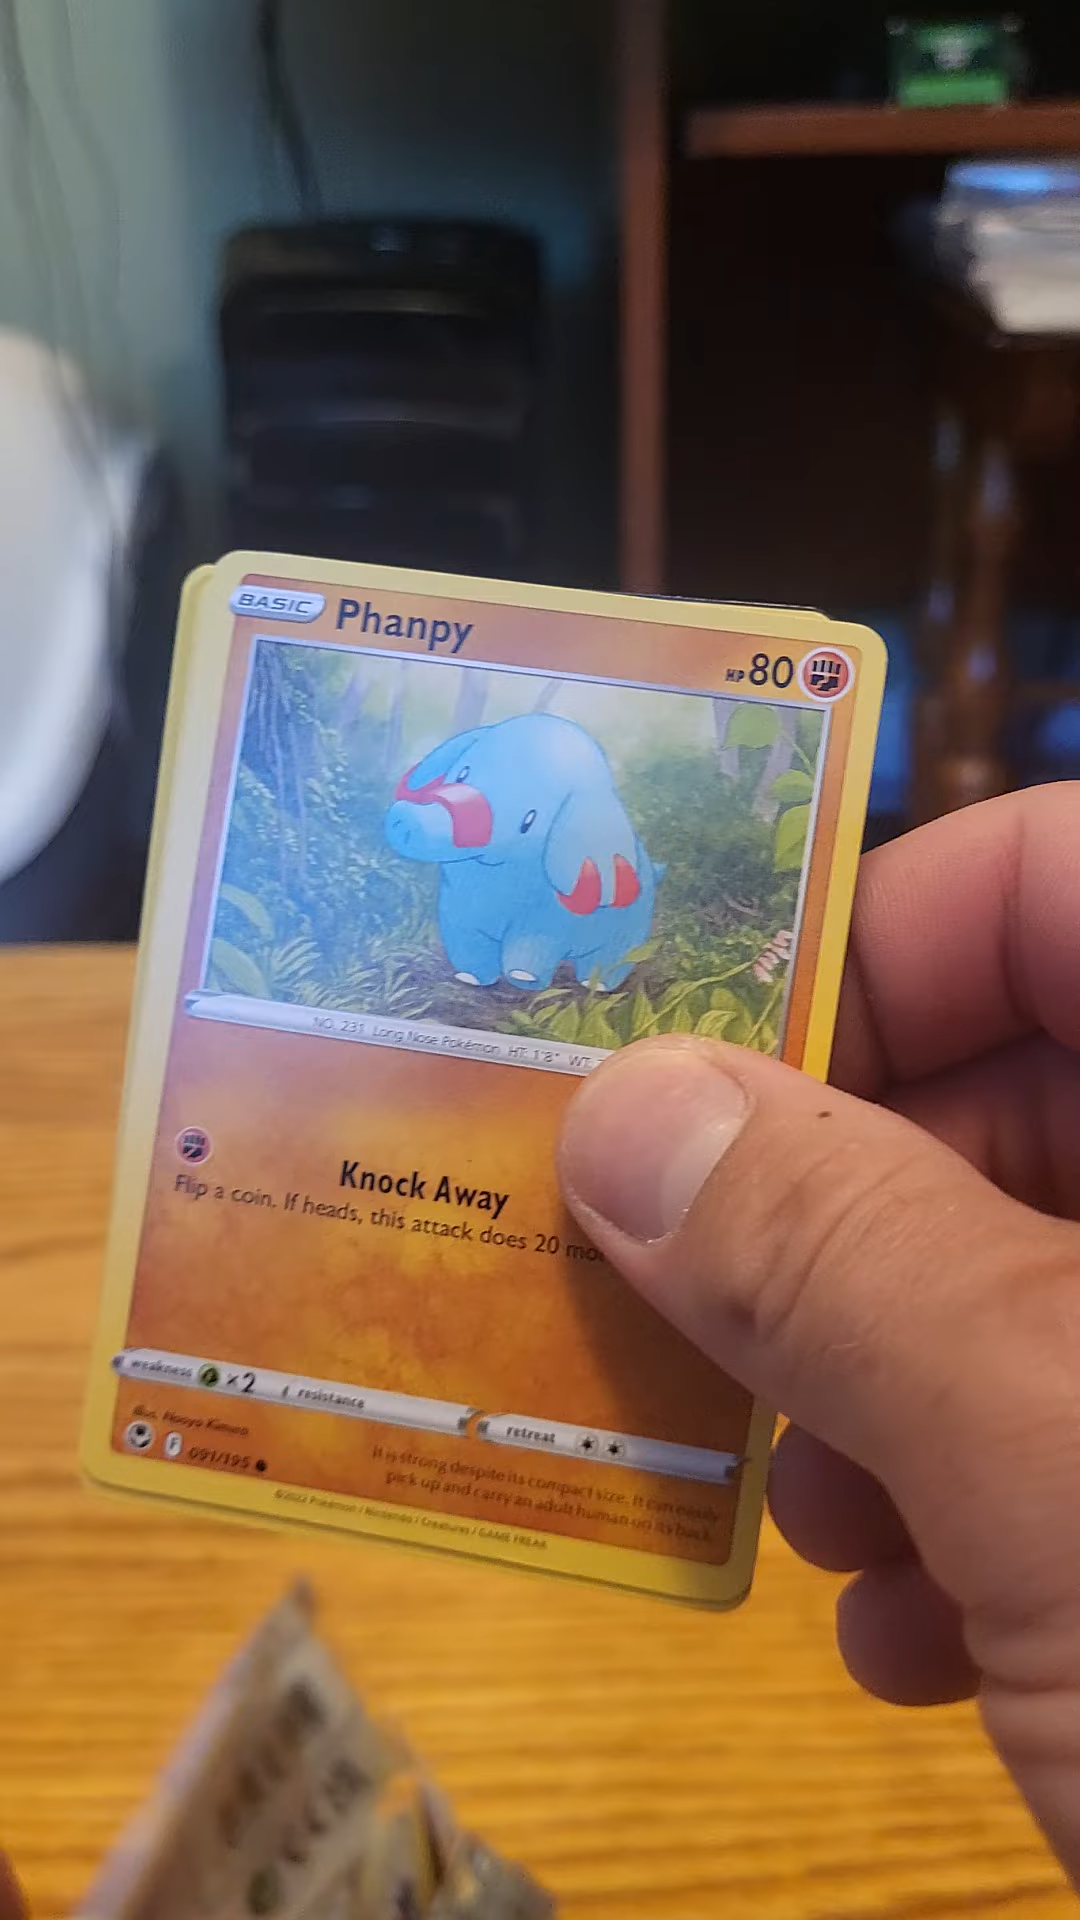 BASIC Phanpy HP 80
NO. 231 Long Nose Pokémon HT: 1'8" WT:
Knock Away
Flip a coin. If heads, this attack does 20
weakness ×2 resistance
retreat
illus. Naoyo Kimura
F 091/195
It is strong despite its compact size. It can easily
pick up and carry an adult human on its back.
©2022 Pokémon / Nintendo / Creatures / GAME FREAK